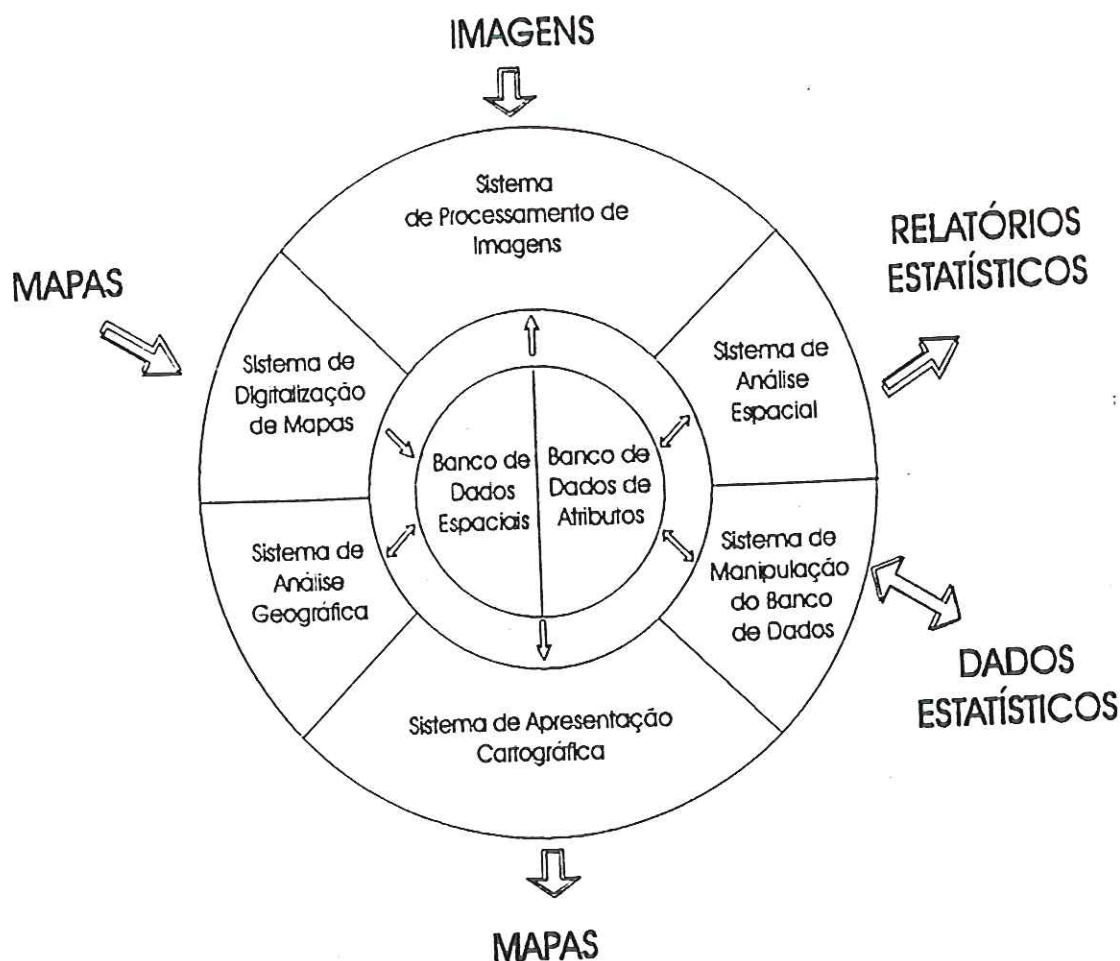 IMAGENS
Sistema
de Processamento de
Imagens
RELATÓRIOS
ESTATÍSTICOS
MAPAS
Sistema de
Digitalização
de Mapas
Sistema de
Análise
Espacial
Banco de
Dados
Espaciais
Banco de
Dados de
Atributos
Sistema de
Análise
Geográfica
Sistema de
Manipulação
do Banco
de Dados
DADOS
ESTATÍSTICOS
Sistema de Apresentação
Cartográfica
MAPAS